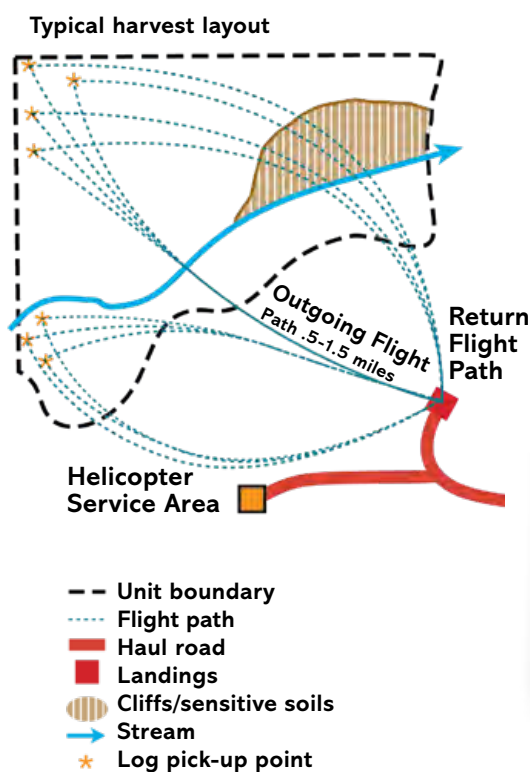 Typical harvest layout
Outgoing Flight
Path .5-1.5 miles
Return
Flight
Path
Helicopter
Service Area
Unit boundary
Flight path
Haul road
Landings
Cliffs/sensitive soils
Stream
Log pick-up point